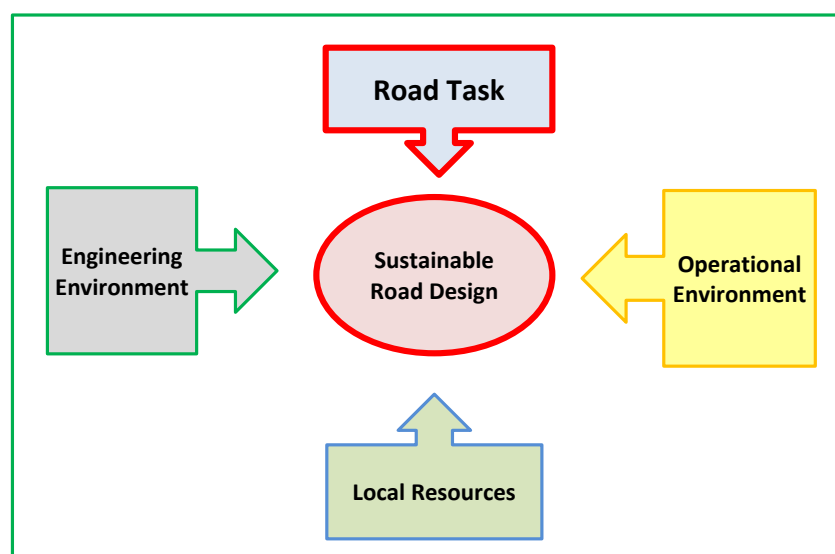 Road Task
Engineering
Environment
Sustainable
Road Design
Operational
Environment
Local Resources